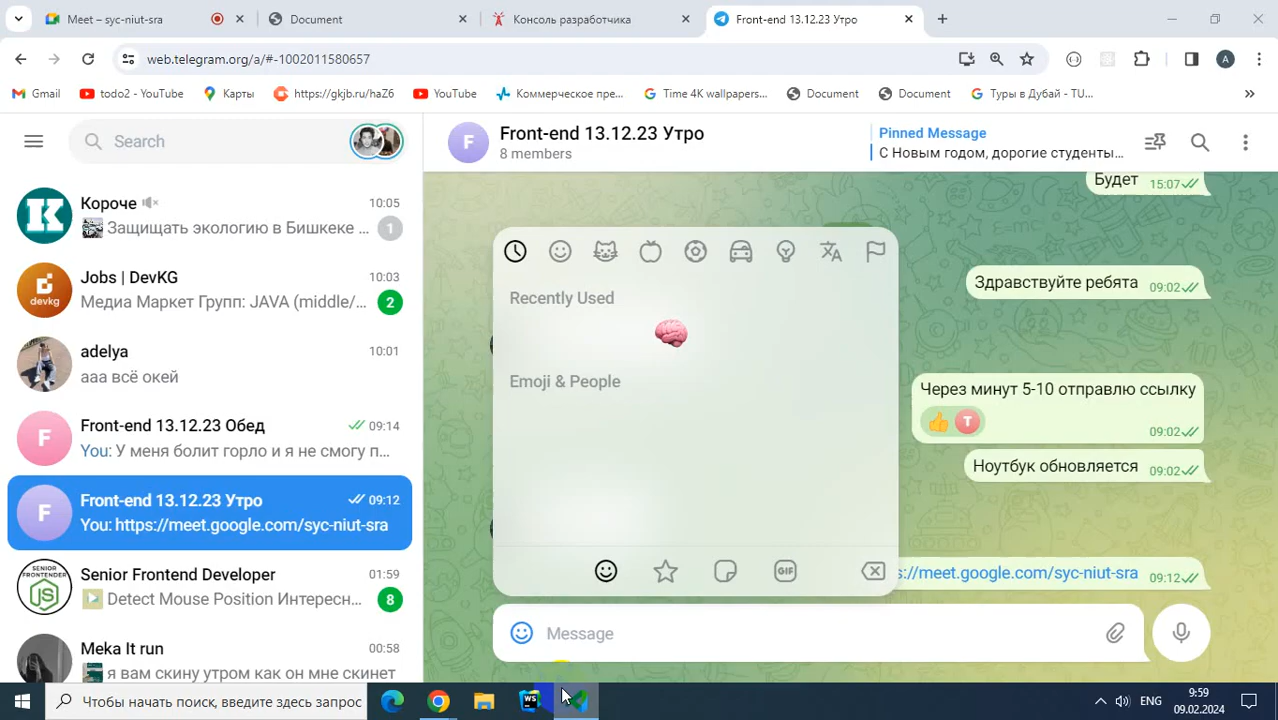 Meet – syc-niut-sra
Document
Консоль разработчика
Front-end 13.12.23 Утро
web.telegram.org/a/#-1002011580657
A
Gmail
todo2 - YouTube
Карты
https://gkjb.ru/haZ6
YouTube
Коммерческое пре...
Time 4K wallpapers...
Document
Document
Туры в Дубай - TU...
Search
Короче
10:05
Защищать экологию в Бишкеке ...
1
Jobs | DevKG
10:03
devkg
Медиа Маркет Групп: JAVA (middle/...
2
adelya
10:01
ааа всё окей
F
Front-end 13.12.23 Обед
09:14
You: У меня болит горло и я не смогу п...
F
Front-end 13.12.23 Утро
09:12
You: https://meet.google.com/syc-niut-sra
SENIOR
FRONTENDER
Senior Frontend Developer
01:59
Detect Mouse Position Интересн...
8
Meka It run
00:58
я вам скину утром как он мне скинет
F
Front-end 13.12.23 Утро
8 members
Pinned Message
С Новым годом, дорогие студенты...
Будет
15:07
Здравствуйте ребята
09:02
Через минут 5-10 отправлю ссылку
T
09:02
Ноутбук обновляется
09:02
s://meet.google.com/syc-niut-sra
09:12
Recently Used
Emoji & People
GIF
Message
Чтобы начать поиск, введите здесь запрос
WS
ENG
9:59
09.02.2024